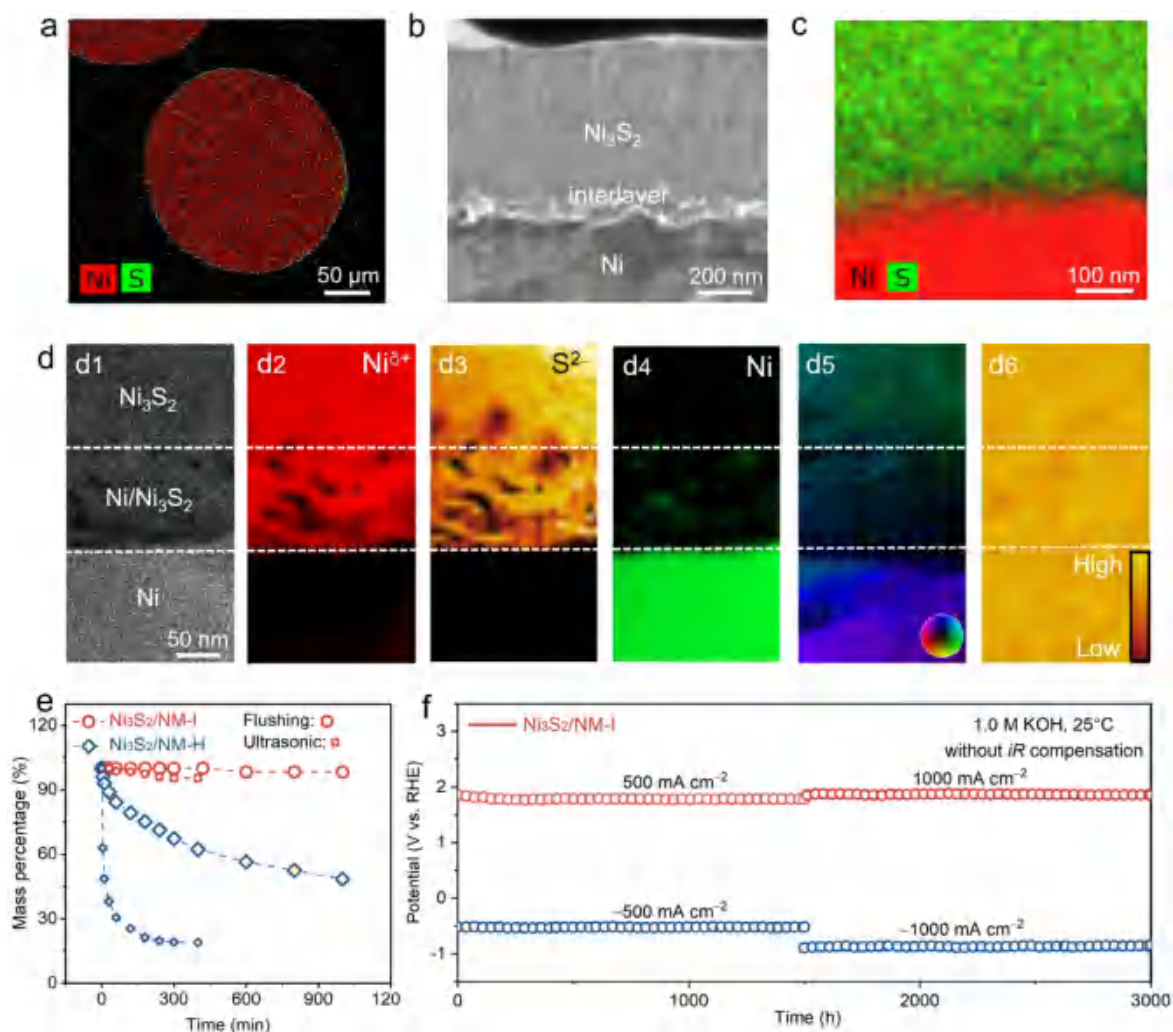 a
Ni S
50 µm
b
Ni₃S₂
interlayer
Ni
200 nm
c
Ni S
100 nm
d
d1
Ni₃S₂
Ni/Ni₃S₂
Ni
50 nm
d2 Niᵟ⁺
d3 S²⁻
d4 Ni
d5
d6
High
Low
e
Ni₃S₂/NM-I
Ni₃S₂/NM-H
Flushing:
Ultrasonic:
Mass percentage (%)
120
90
60
30
0
0 300 600 900 120
Time (min)
f
Ni₃S₂/NM-I
1.0 M KOH, 25°C
without iR compensation
500 mA cm⁻²
1000 mA cm⁻²
−500 mA cm⁻²
−1000 mA cm⁻²
Potential (V vs. RHE)
3
2
1
0
-1
0 1000 2000 3000
Time (h)